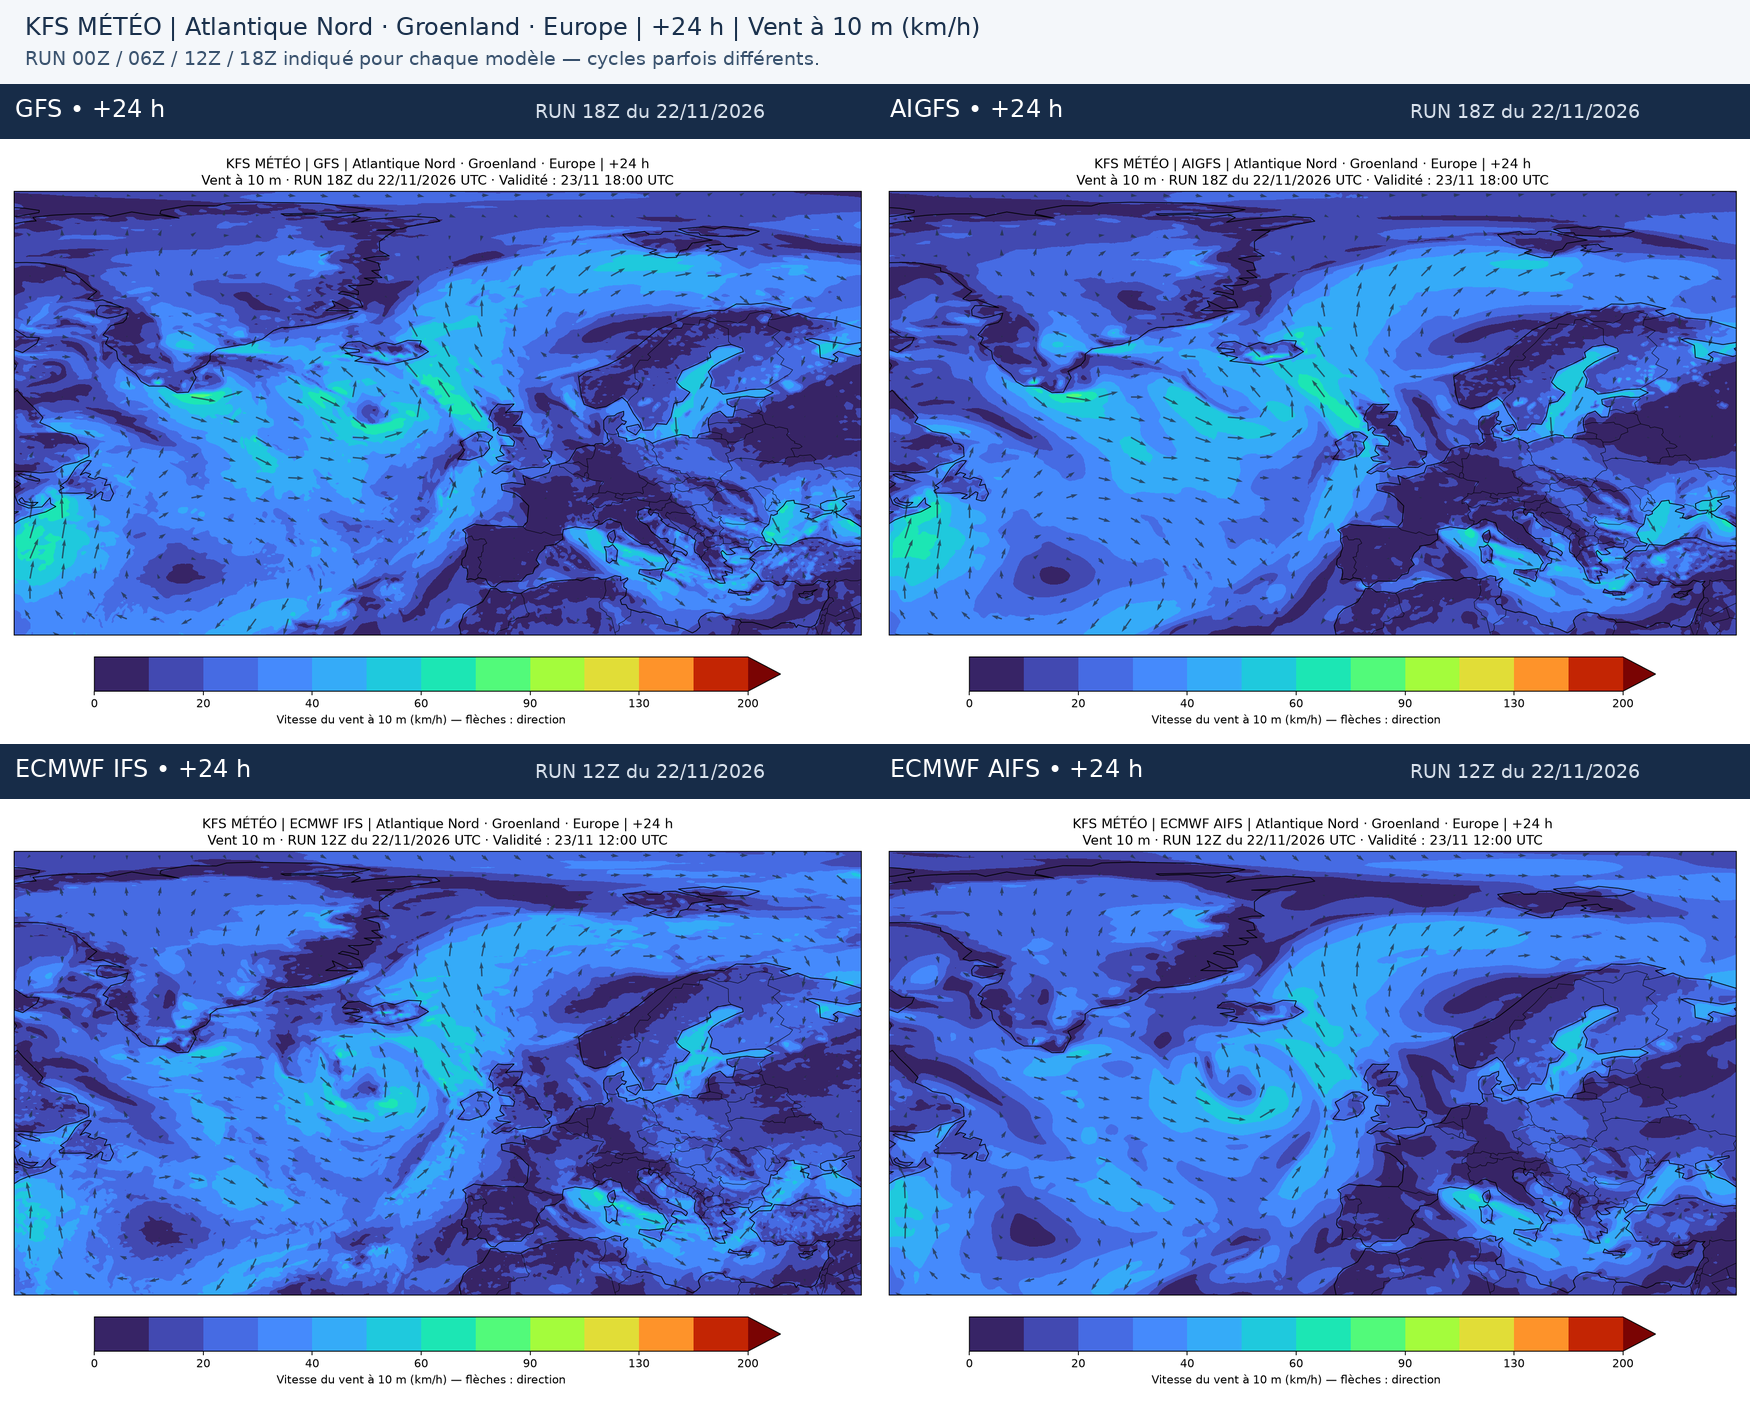 KFS MÉTÉO | Atlantique Nord · Groenland · Europe | +24 h | Vent à 10 m (km/h)
RUN 00Z / 06Z / 12Z / 18Z indiqué pour chaque modèle — cycles parfois différents.
GFS • +24 h
RUN 18Z du 22/11/2026
KFS MÉTÉO | GFS | Atlantique Nord · Groenland · Europe | +24 h
Vent à 10 m · RUN 18Z du 22/11/2026 UTC · Validité : 23/11 18:00 UTC
0 20 40 60 90 130 200
Vitesse du vent à 10 m (km/h) — flèches : direction
AIGFS • +24 h
RUN 18Z du 22/11/2026
KFS MÉTÉO | AIGFS | Atlantique Nord · Groenland · Europe | +24 h
Vent à 10 m · RUN 18Z du 22/11/2026 UTC · Validité : 23/11 18:00 UTC
0 20 40 60 90 130 200
Vitesse du vent à 10 m (km/h) — flèches : direction
ECMWF IFS • +24 h
RUN 12Z du 22/11/2026
KFS MÉTÉO | ECMWF IFS | Atlantique Nord · Groenland · Europe | +24 h
Vent 10 m · RUN 12Z du 22/11/2026 UTC · Validité : 23/11 12:00 UTC
0 20 40 60 90 130 200
Vitesse du vent à 10 m (km/h) — flèches : direction
ECMWF AIFS • +24 h
RUN 12Z du 22/11/2026
KFS MÉTÉO | ECMWF AIFS | Atlantique Nord · Groenland · Europe | +24 h
Vent 10 m · RUN 12Z du 22/11/2026 UTC · Validité : 23/11 12:00 UTC
0 20 40 60 90 130 200
Vitesse du vent à 10 m (km/h) — flèches : direction